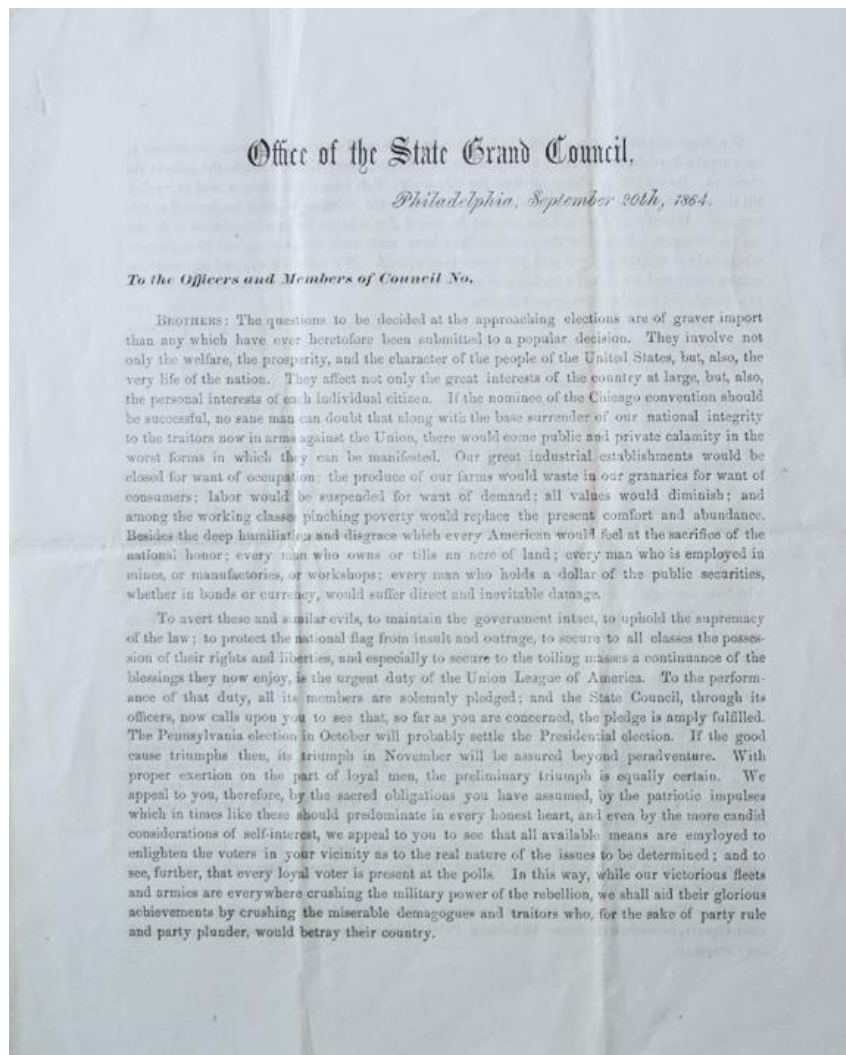 Office of the State Grand Council,
Philadelphia, September 20th, 1864.
To the Officers and Members of Council No.
BROTHERS: The questions to be decided at the approaching elections are of graver import
than any which have ever heretofore been submitted to a popular decision. They involve not
only the welfare, the prosperity, and the character of the people of the United States, but, also, the
very life of the nation. They affect not only the great interests of the country at large, but, also,
the personal interests of each individual citizen. If the nominee of the Chicago convention should
be successful, no sane man can doubt that along with the base surrender of our national integrity
to the traitors now in arms against the Union, there would come public and private calamity in the
worst forms in which they can be manifested. Our great industrial establishments would be
closed for want of occupation; the produce of our farms would waste in our granaries for want of
consumers; labor would be suspended for want of demand; all values would diminish; and
among the working classes pinching poverty would replace the present comfort and abundance.
Besides the deep humiliation and disgrace which every American would feel at the sacrifice of the
national honor; every man who owns or tills an acre of land; every man who is employed in
mines, or manufactories, or workshops; every man who holds a dollar of the public securities,
whether in bonds or currency, would suffer direct and inevitable damage.
To avert these and similar evils, to maintain the government intact, to uphold the supremacy
of the law; to protect the national flag from insult and outrage, to secure to all classes the posses-
sion of their rights and liberties, and especially to secure to the toiling masses a continuance of the
blessings they now enjoy, is the urgent duty of the Union League of America. To the perform-
ance of that duty, all its members are solemnly pledged; and the State Council, through its
officers, now calls upon you to see that, so far as you are concerned, the pledge is amply fulfilled.
The Pennsylvania election in October will probably settle the Presidential election. If the good
cause triumphs then, its triumph in November will be assured beyond peradventure. With
proper exertion on the part of loyal men, the preliminary triumph is equally certain. We
appeal to you, therefore, by the sacred obligations you have assumed, by the patriotic impulses
which in times like these should predominate in every honest heart, and even by the more candid
considerations of self-interest, we appeal to you to see that all available means are emyloyed to
enlighten the voters in your vicinity as to the real nature of the issues to be determined; and to
see, further, that every loyal voter is present at the polls. In this way, while our victorious fleets
and armies are everywhere crushing the military power of the rebellion, we shall aid their glorious
achievements by crushing the miserable demagogues and traitors who, for the sake of party rule
and party plunder, would betray their country.